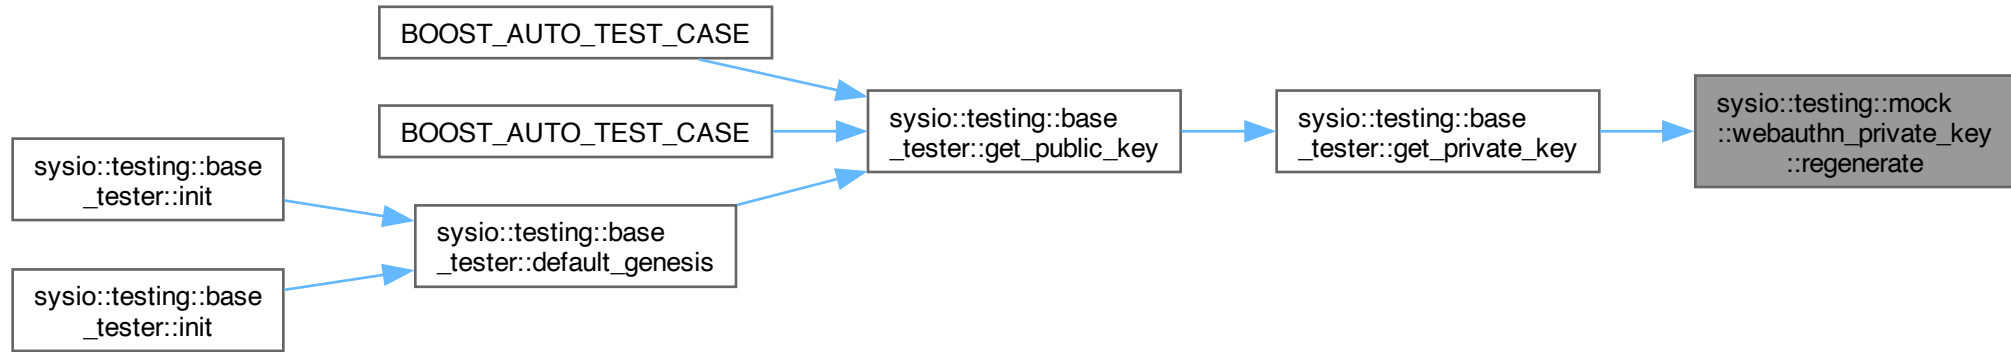 BOOST_AUTO_TEST_CASE
BOOST_AUTO_TEST_CASE
sysio::testing::base
_tester::init
sysio::testing::base
_tester::init
sysio::testing::base
_tester::default_genesis
sysio::testing::base
_tester::get_public_key
sysio::testing::base
_tester::get_private_key
sysio::testing::mock
::webauthn_private_key
::regenerate